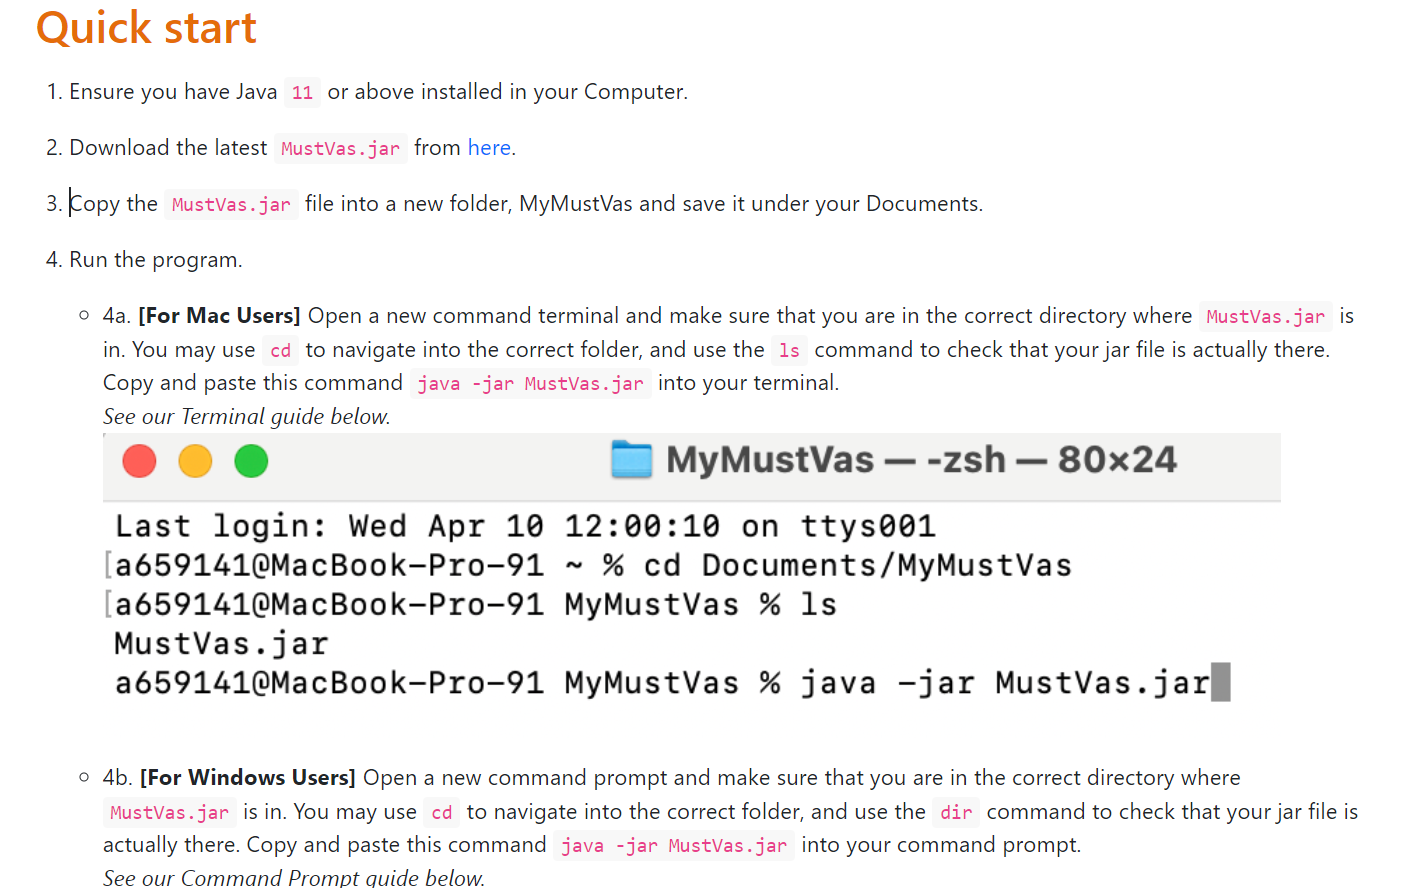 Quick start
1. Ensure you have Java 11 or above installed in your Computer.
2. Download the latest MustVas.jar from here.
3. Copy the MustVas.jar file into a new folder, MyMustVas and save it under your Documents.
4. Run the program.
4a. [For Mac Users] Open a new command terminal and make sure that you are in the correct directory where MustVas.jar is
in. You may use cd to navigate into the correct folder, and use the ls command to check that your jar file is actually there.
Copy and paste this command java -jar MustVas.jar into your terminal.
See our Terminal guide below.
MyMustVas — -zsh — 80×24
Last login: Wed Apr 10 12:00:10 on ttys001
[a659141@MacBook-Pro-91 ~ % cd Documents/MyMustVas
[a659141@MacBook-Pro-91 MyMustVas % ls
MustVas.jar
a659141@MacBook-Pro-91 MyMustVas % java -jar MustVas.jar
4b. [For Windows Users] Open a new command prompt and make sure that you are in the correct directory where
MustVas.jar is in. You may use cd to navigate into the correct folder, and use the dir command to check that your jar file is
actually there. Copy and paste this command java -jar MustVas.jar into your command prompt.
See our Command Prompt guide below.